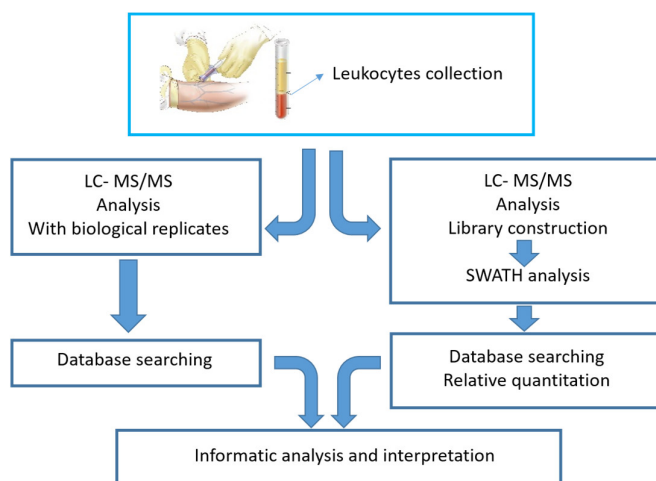 Leukocytes collection
LC- MS/MS
Analysis
With biological replicates
LC- MS/MS
Analysis
Library construction
SWATH analysis
Database searching
Database searching
Relative quantitation
Informatic analysis and interpretation